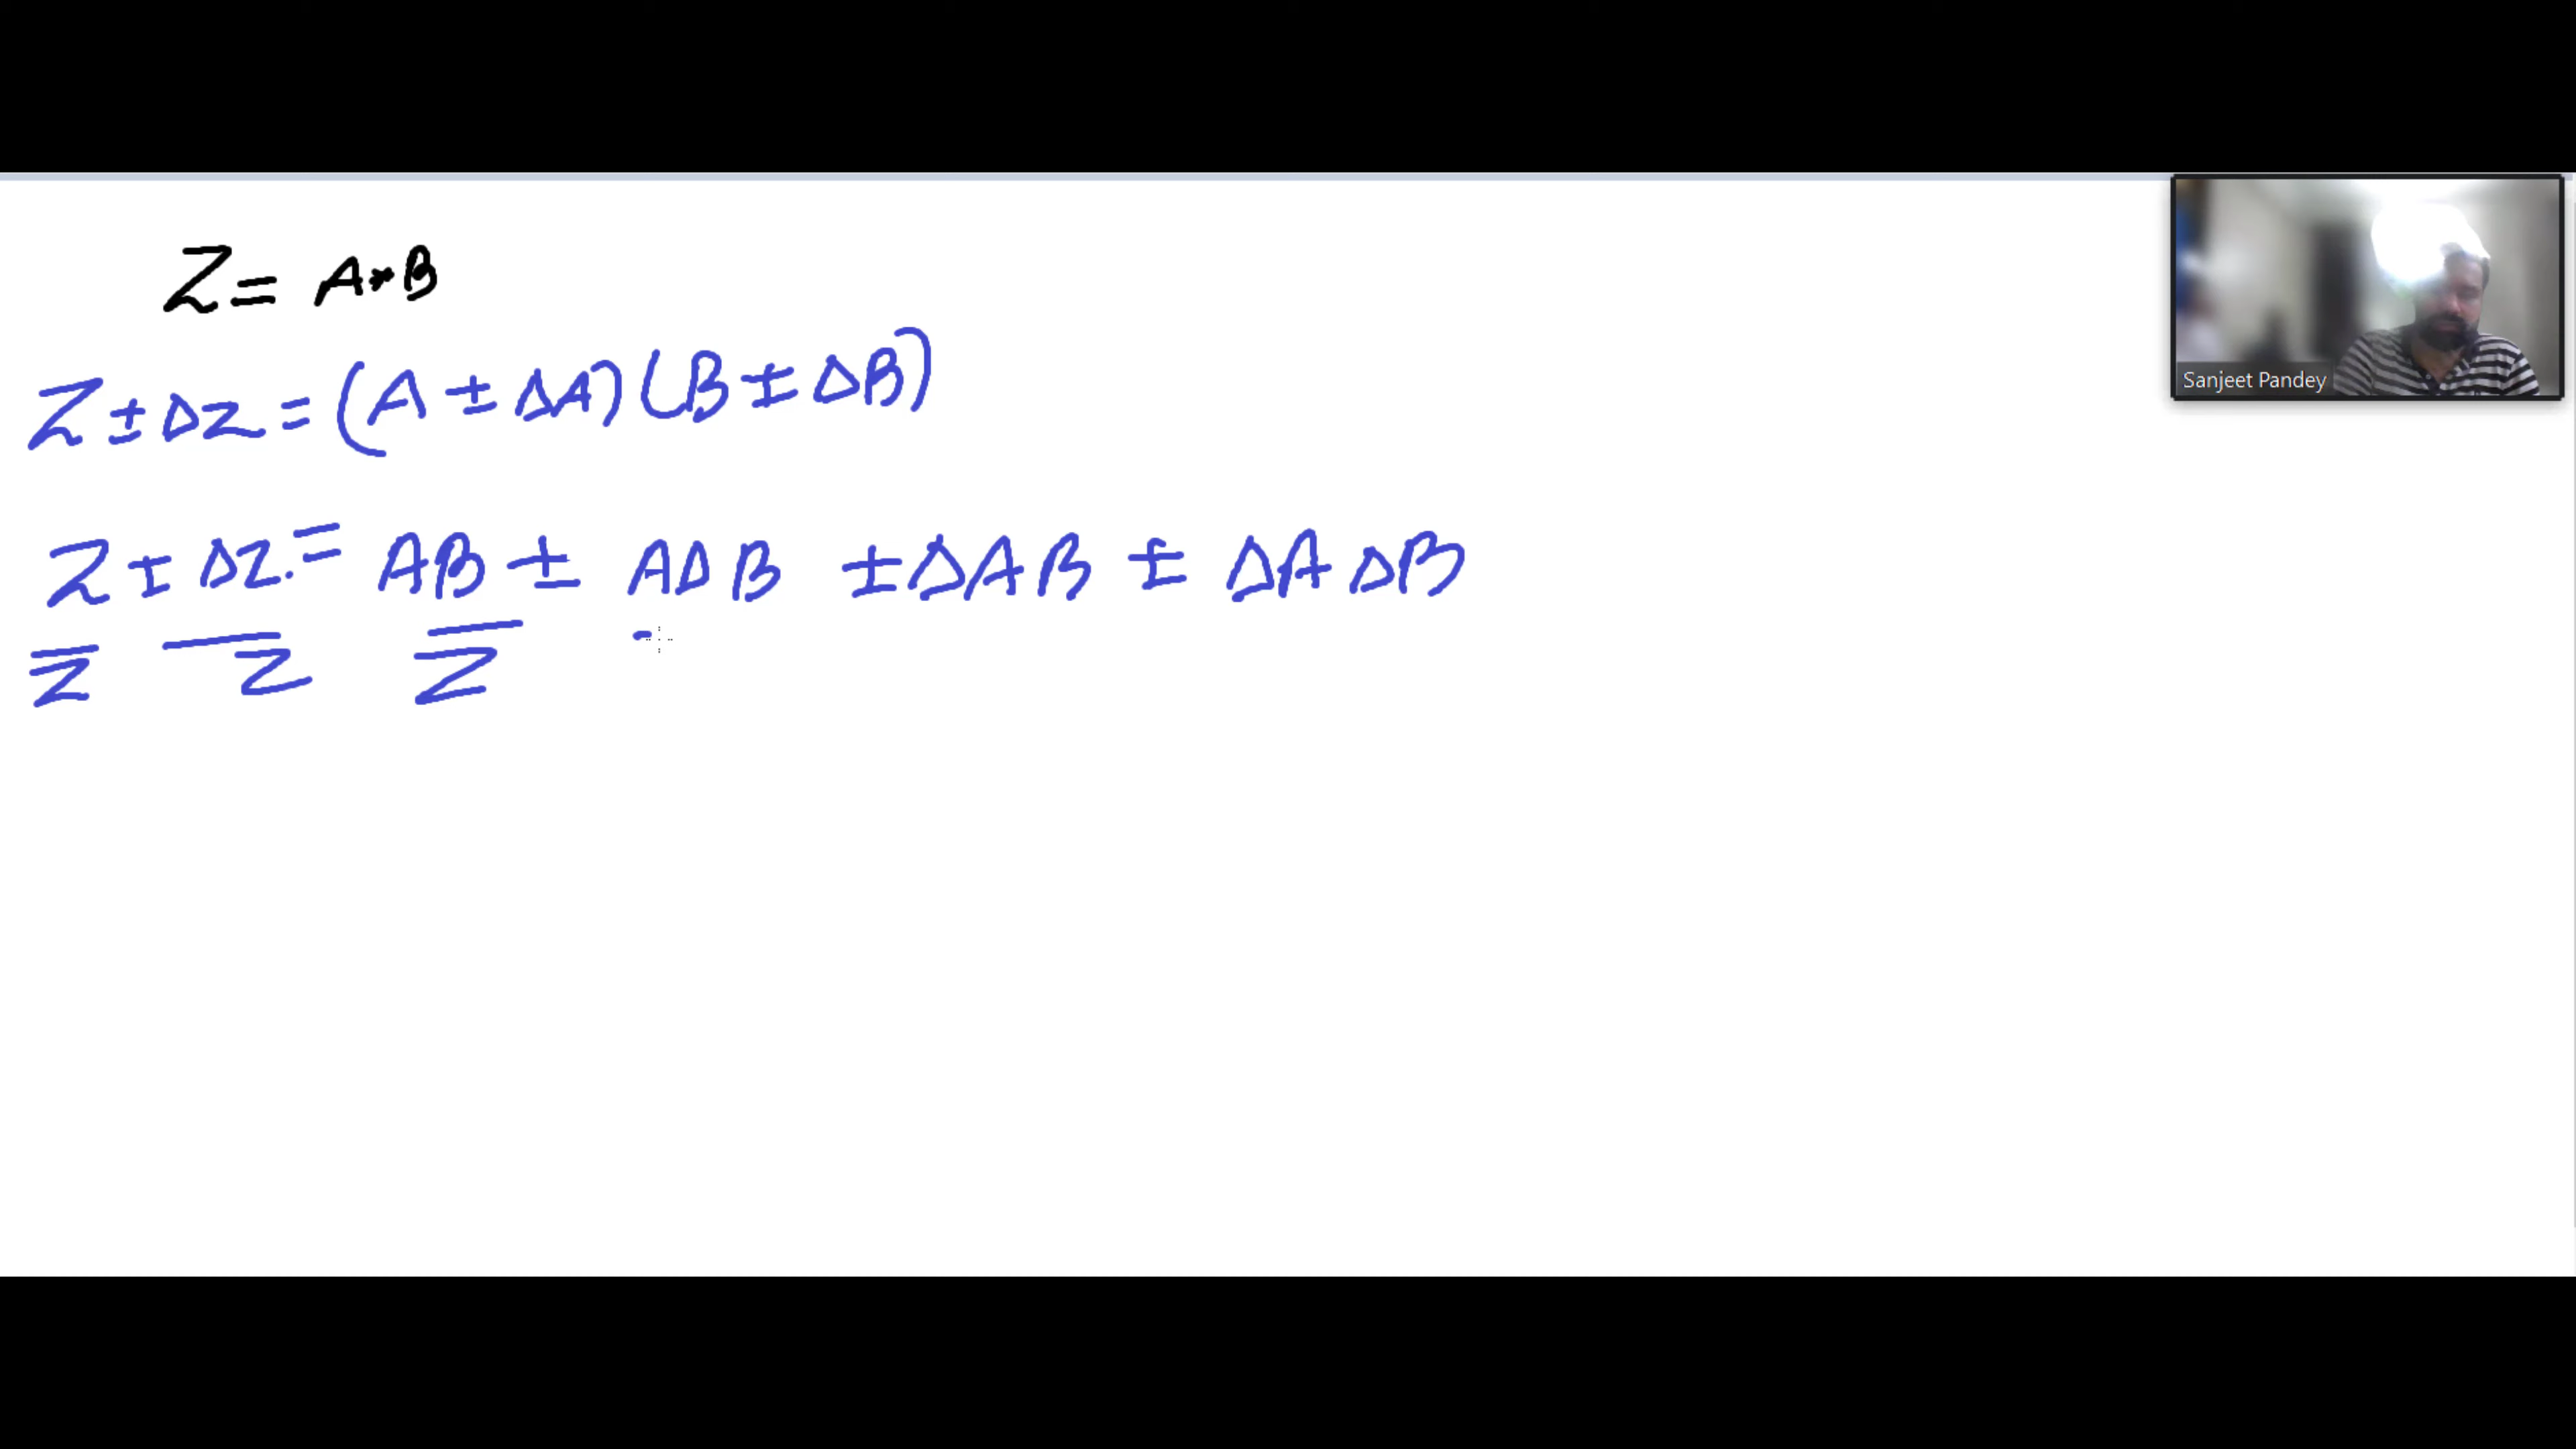 Z = A*B
Sanjeet Pandey
Z ± ΔZ = (A ± ΔA) (B ± ΔB)
Z ± ΔZ. = AB ± AΔB ± ΔAB ± ΔAΔB
Z Z Z